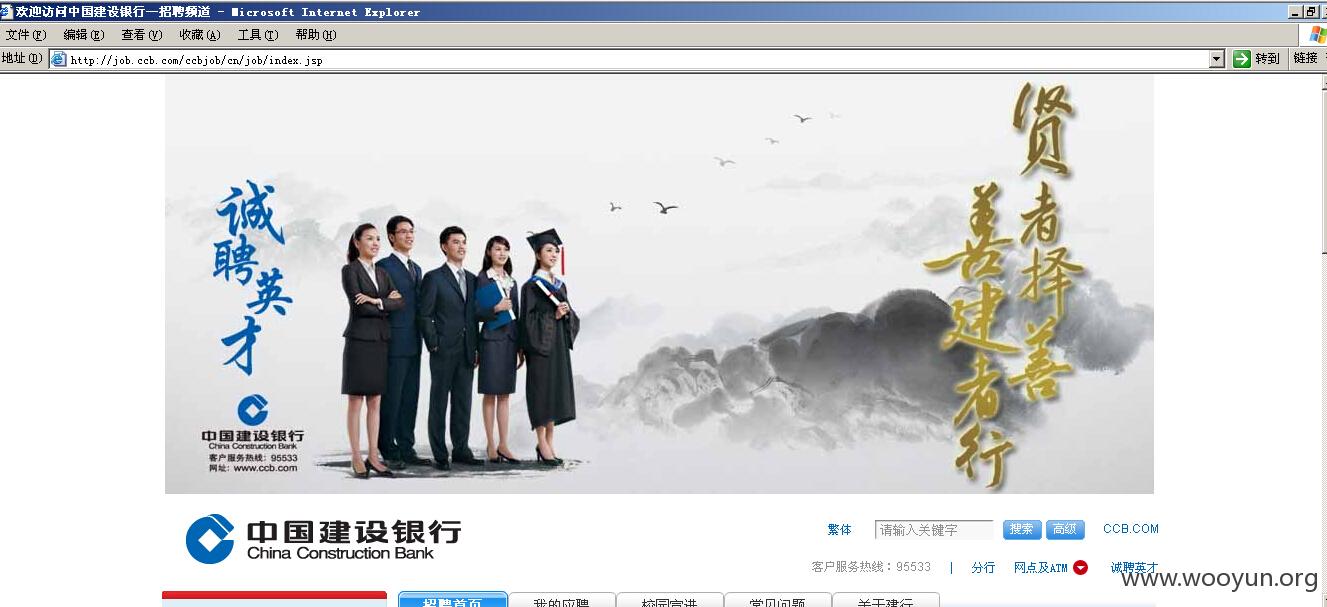 欢迎访问中国建设银行—招聘频道 - Microsoft Internet Explorer
文件(F) 编辑(E) 查看(V) 收藏(A) 工具(T) 帮助(H)
地址(D) http://job.ccb.com/ccbjob/cn/job/index.jsp 转到 链接
诚聘英才
贤者择善
善建者行
中国建设银行
China Construction Bank
客户服务热线：95533
网址：www.ccb.com
中国建设银行
China Construction Bank
繁体 请输入关键字 搜索 高级 CCB.COM
客户服务热线：95533 | 分行 网点及ATM 诚聘英才
www.wooyun.org
招聘首页 我的应聘 校园宣讲 常见问题 关于建行